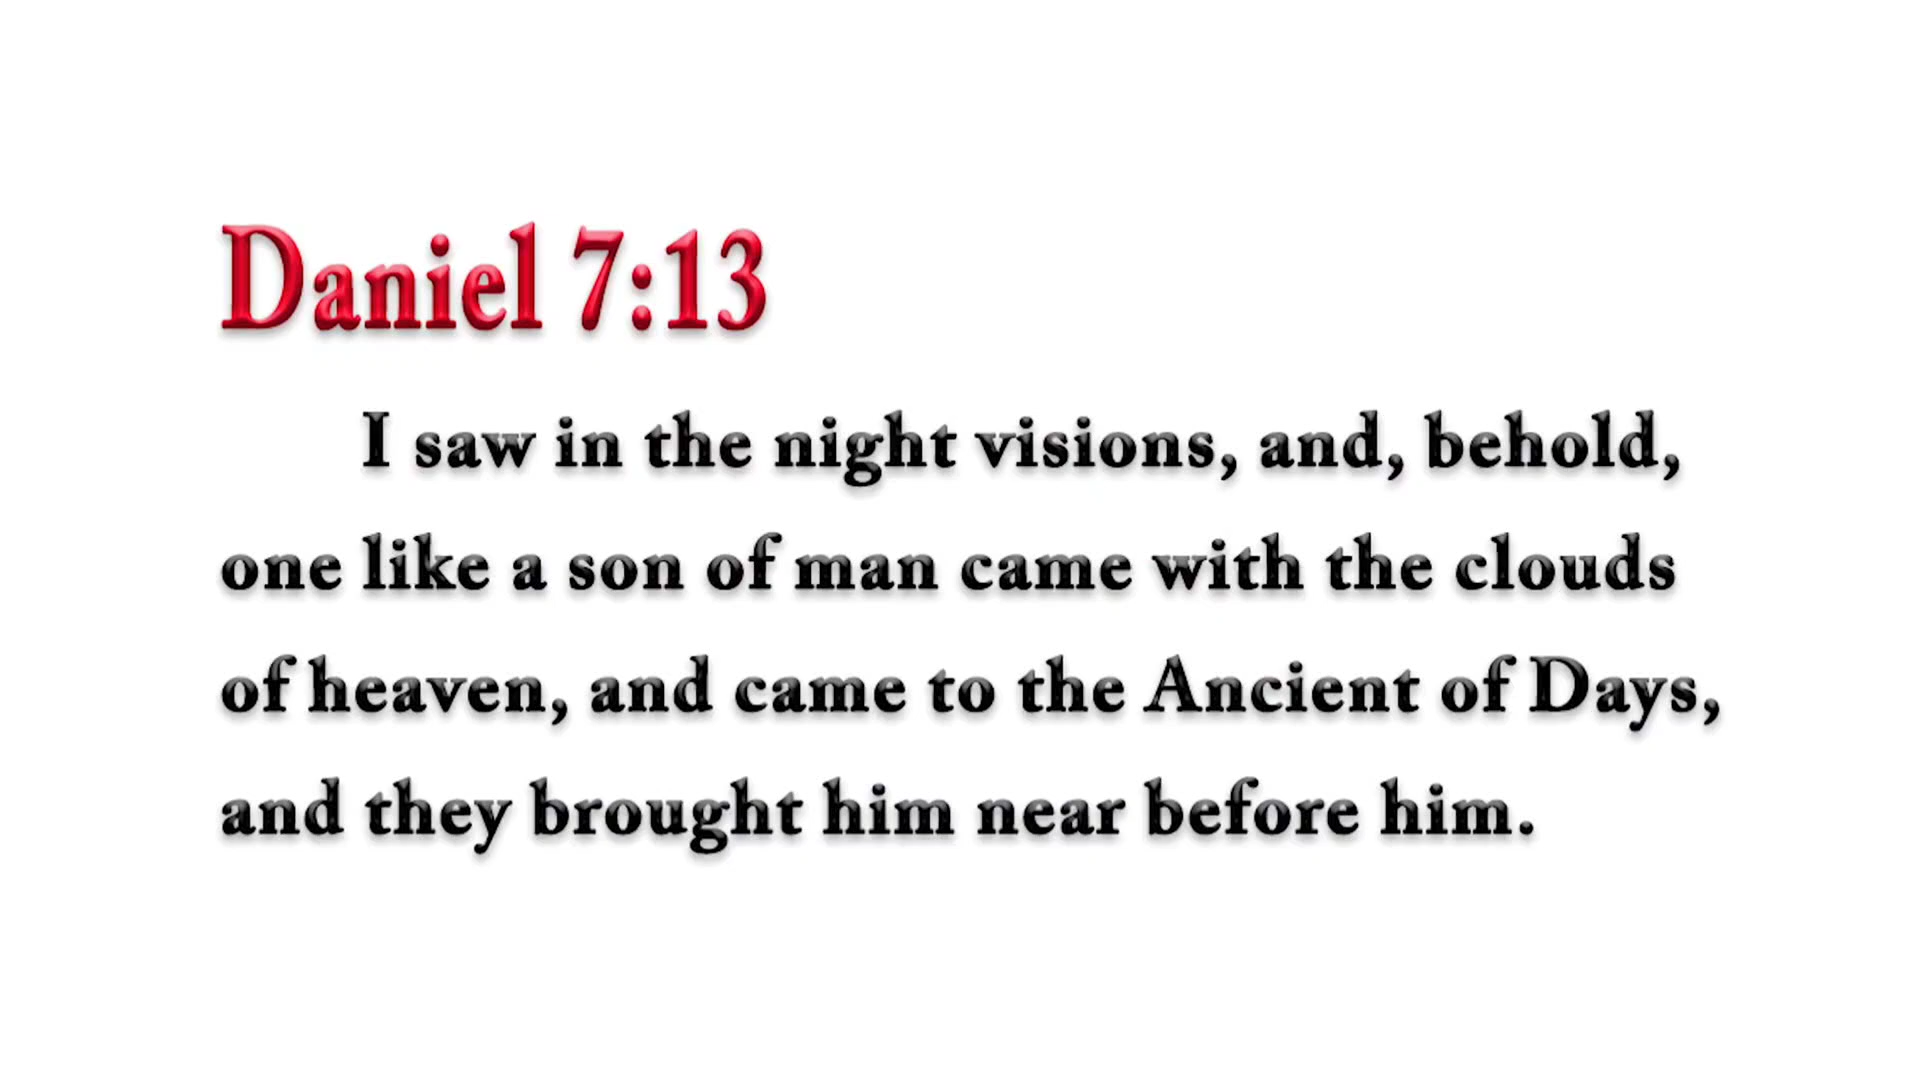 Daniel 7:13
I saw in the night visions, and, behold,
one like a son of man came with the clouds
of heaven, and came to the Ancient of Days,
and they brought him near before him.